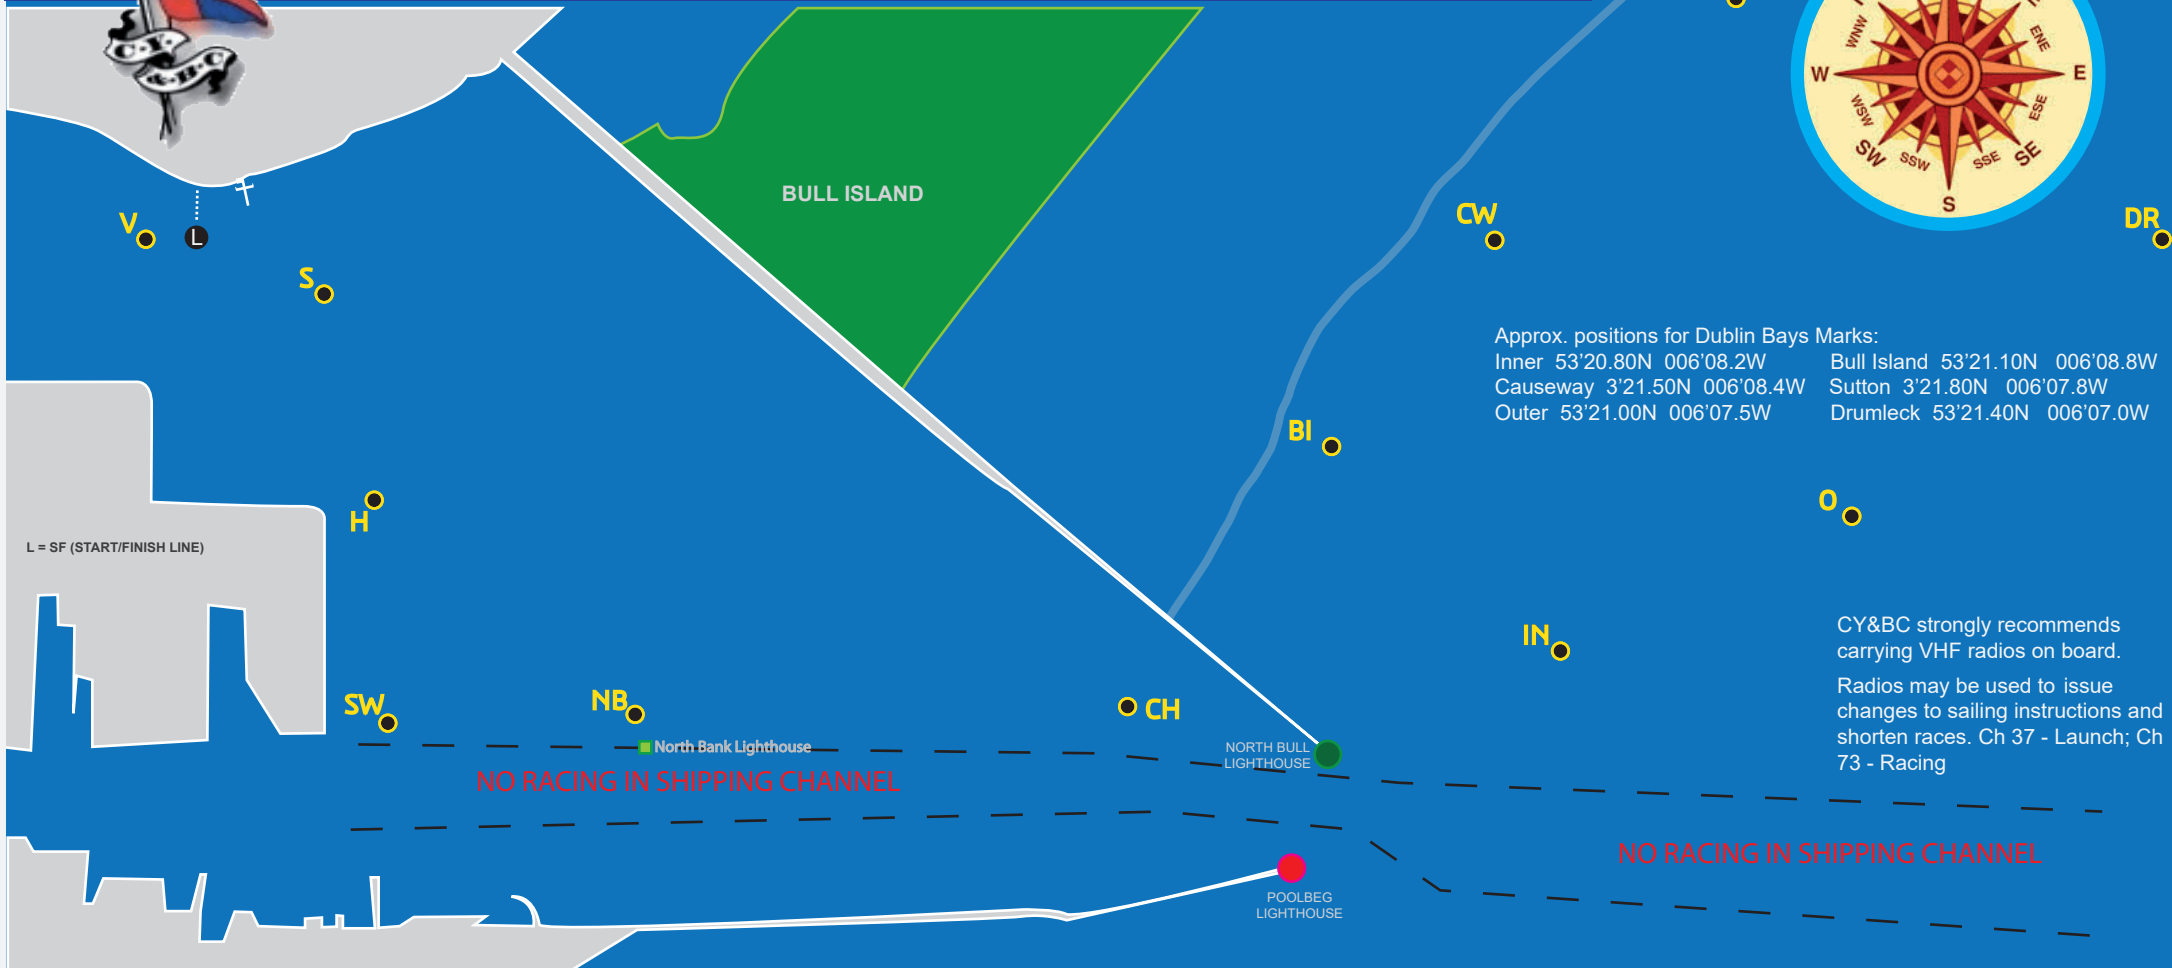 C.Y.
&B.C
WNW
ENE
W
E
WSW
ESE
SW
SSW
SSE
SE
S
BULL ISLAND
V
L
S
CW
DR
Approx. positions for Dublin Bays Marks:
Inner 53'20.80N 006'08.2W Bull Island 53'21.10N 006'08.8W
Causeway 3'21.50N 006'08.4W Sutton 3'21.80N 006'07.8W
Outer 53'21.00N 006'07.5W Drumleck 53'21.40N 006'07.0W
BI
O
H
L = SF (START/FINISH LINE)
IN
CY&BC strongly recommends
carrying VHF radios on board.
Radios may be used to issue
changes to sailing instructions and
shorten races. Ch 37 - Launch; Ch
73 - Racing
SW
NB
CH
North Bank Lighthouse
NORTH BULL
LIGHTHOUSE
NO RACING IN SHIPPING CHANNEL
NO RACING IN SHIPPING CHANNEL
POOLBEG
LIGHTHOUSE